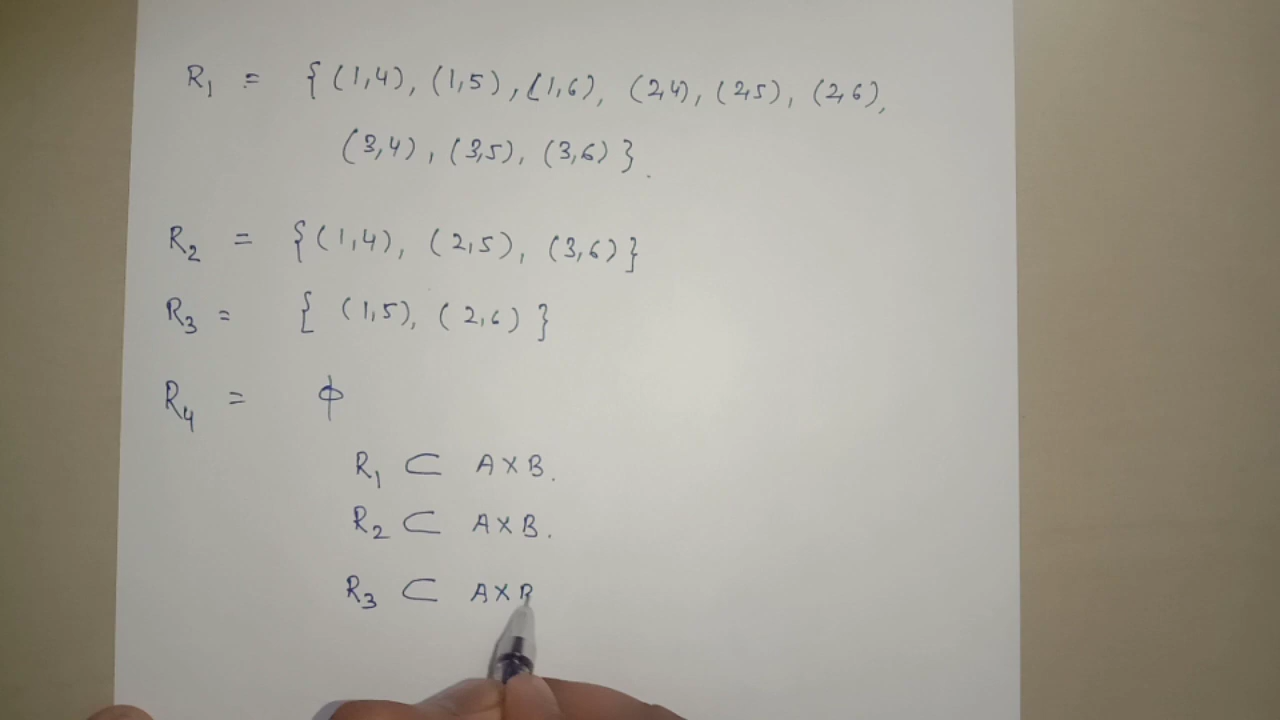 R₁ = {(1,4), (1,5), (1,6), (2,4), (2,5), (2,6),
(3,4), (3,5), (3,6)}.
R₂ = {(1,4), (2,5), (3,6)}
R₃ = { (1,5), (2,6) }
R₄ = ϕ
R₁ ⊂ A×B.
R₂ ⊂ A×B.
R₃ ⊂ A×B